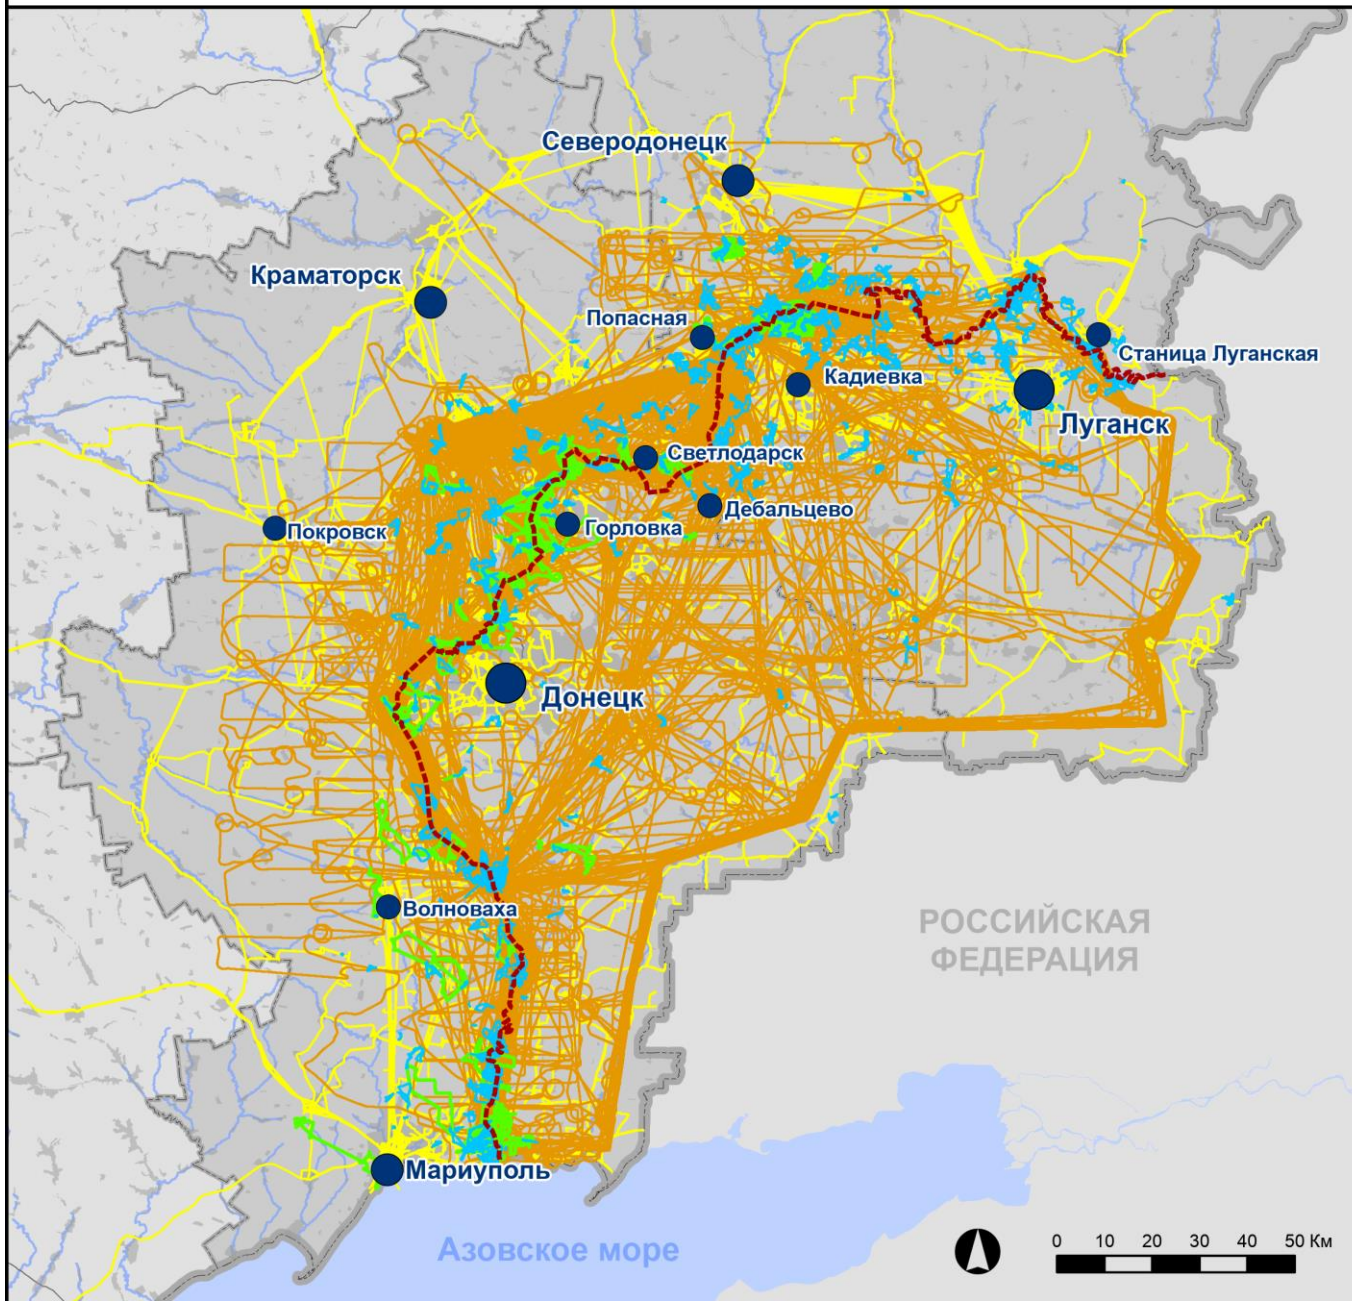 Северодонецк
Краматорск
Попасная
Станица Луганская
Кадиевка
Луганск
Светлодарск
Дебальцево
Горловка
Покровск
Донецк
Волноваха
РОССИЙСКАЯ
ФЕДЕРАЦИЯ
Мариуполь
Азовское море
0 10 20 30 40 50 Км